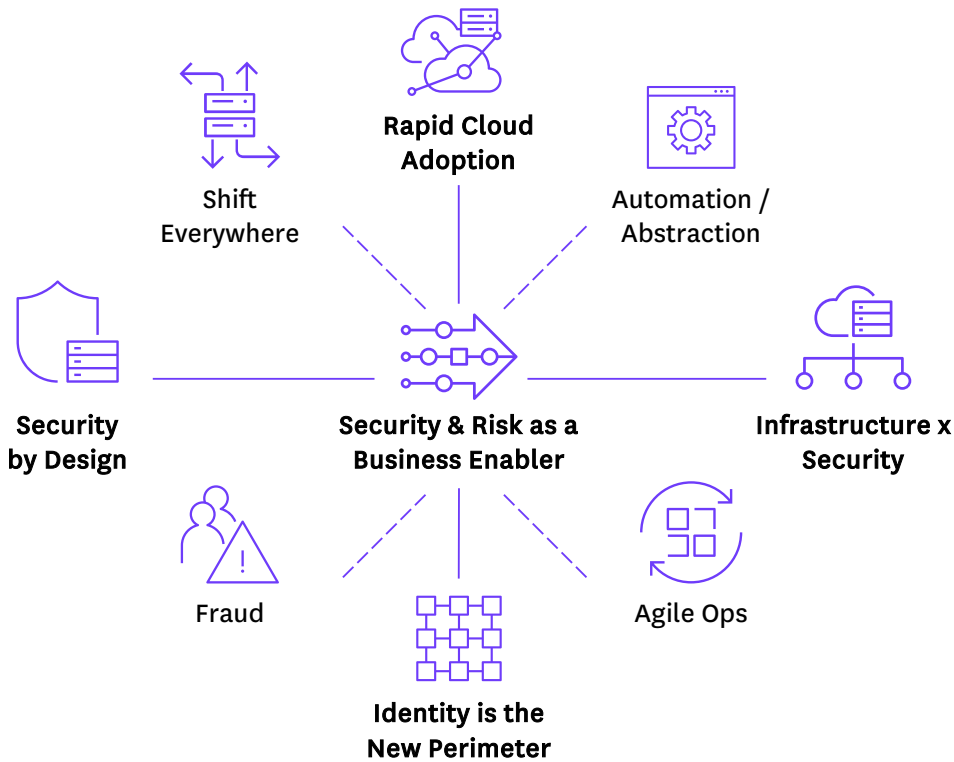 Rapid Cloud
Adoption
Shift
Everywhere
Automation /
Abstraction
Security
by Design
Security & Risk as a
Business Enabler
Infrastructure x
Security
Fraud
Agile Ops
Identity is the
New Perimeter